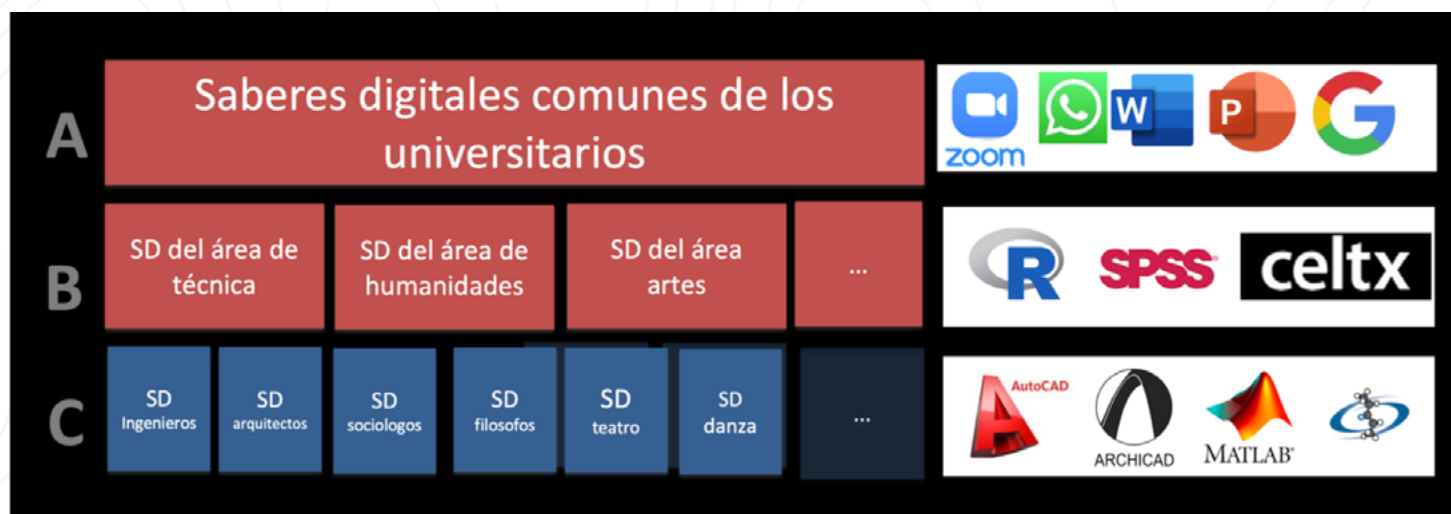 A
Saberes digitales comunes de los
universitarios
zoom
W
P
G
B
SD del área de
técnica
SD del área de
humanidades
SD del área
artes
...
R
SPSS
celtx
C
SD
Ingenieros
SD
arquitectos
SD
sociologos
SD
filosofos
SD
teatro
SD
danza
...
A
AutoCAD
ARCHICAD
MATLAB®